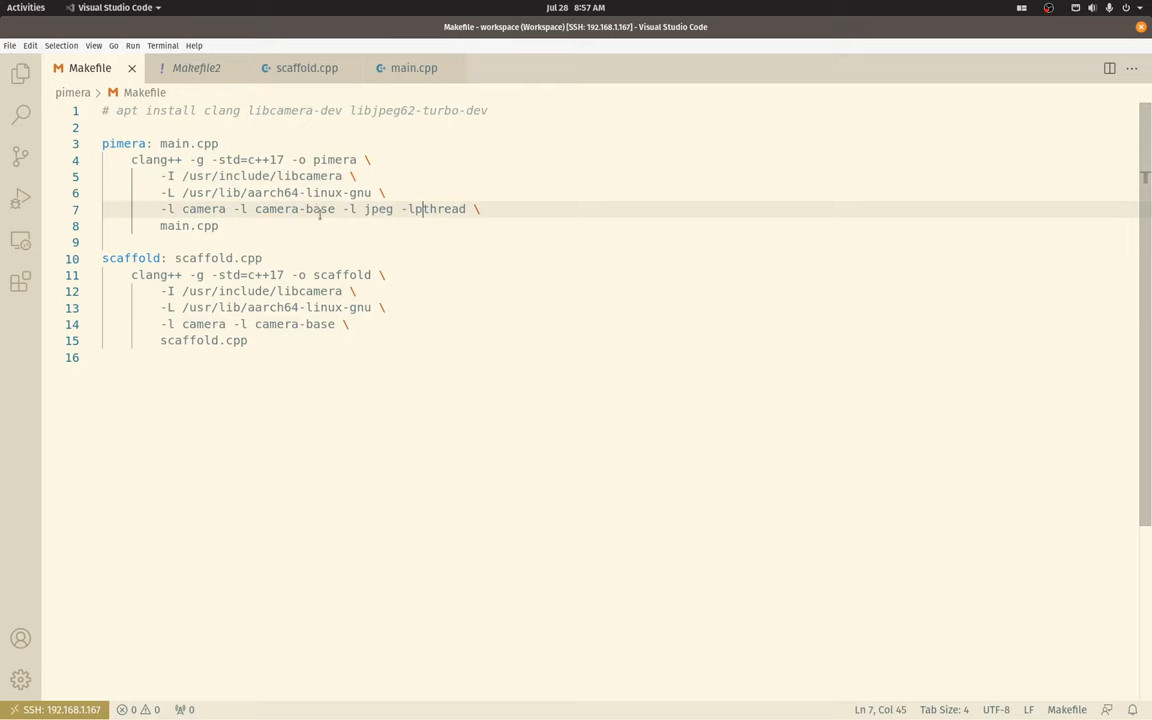 Activities Visual Studio Code Jul 28 8:57 AM
Makefile - workspace (Workspace) [SSH: 192.168.1.167] - Visual Studio Code
File Edit Selection View Go Run Terminal Help
Makefile Makefile2 scaffold.cpp main.cpp
pimera > Makefile
1 # apt install clang libcamera-dev libjpeg62-turbo-dev
2
3 pimera: main.cpp
4 clang++ -g -std=c++17 -o pimera \
5 -I /usr/include/libcamera \
6 -L /usr/lib/aarch64-linux-gnu \
7 -l camera -l camera-base -l jpeg -lpthread \
8 main.cpp
9
10 scaffold: scaffold.cpp
11 clang++ -g -std=c++17 -o scaffold \
12 -I /usr/include/libcamera \
13 -L /usr/lib/aarch64-linux-gnu \
14 -l camera -l camera-base \
15 scaffold.cpp
16
SSH: 192.168.1.167 0 0 0 Ln 7, Col 45 Tab Size: 4 UTF-8 LF Makefile